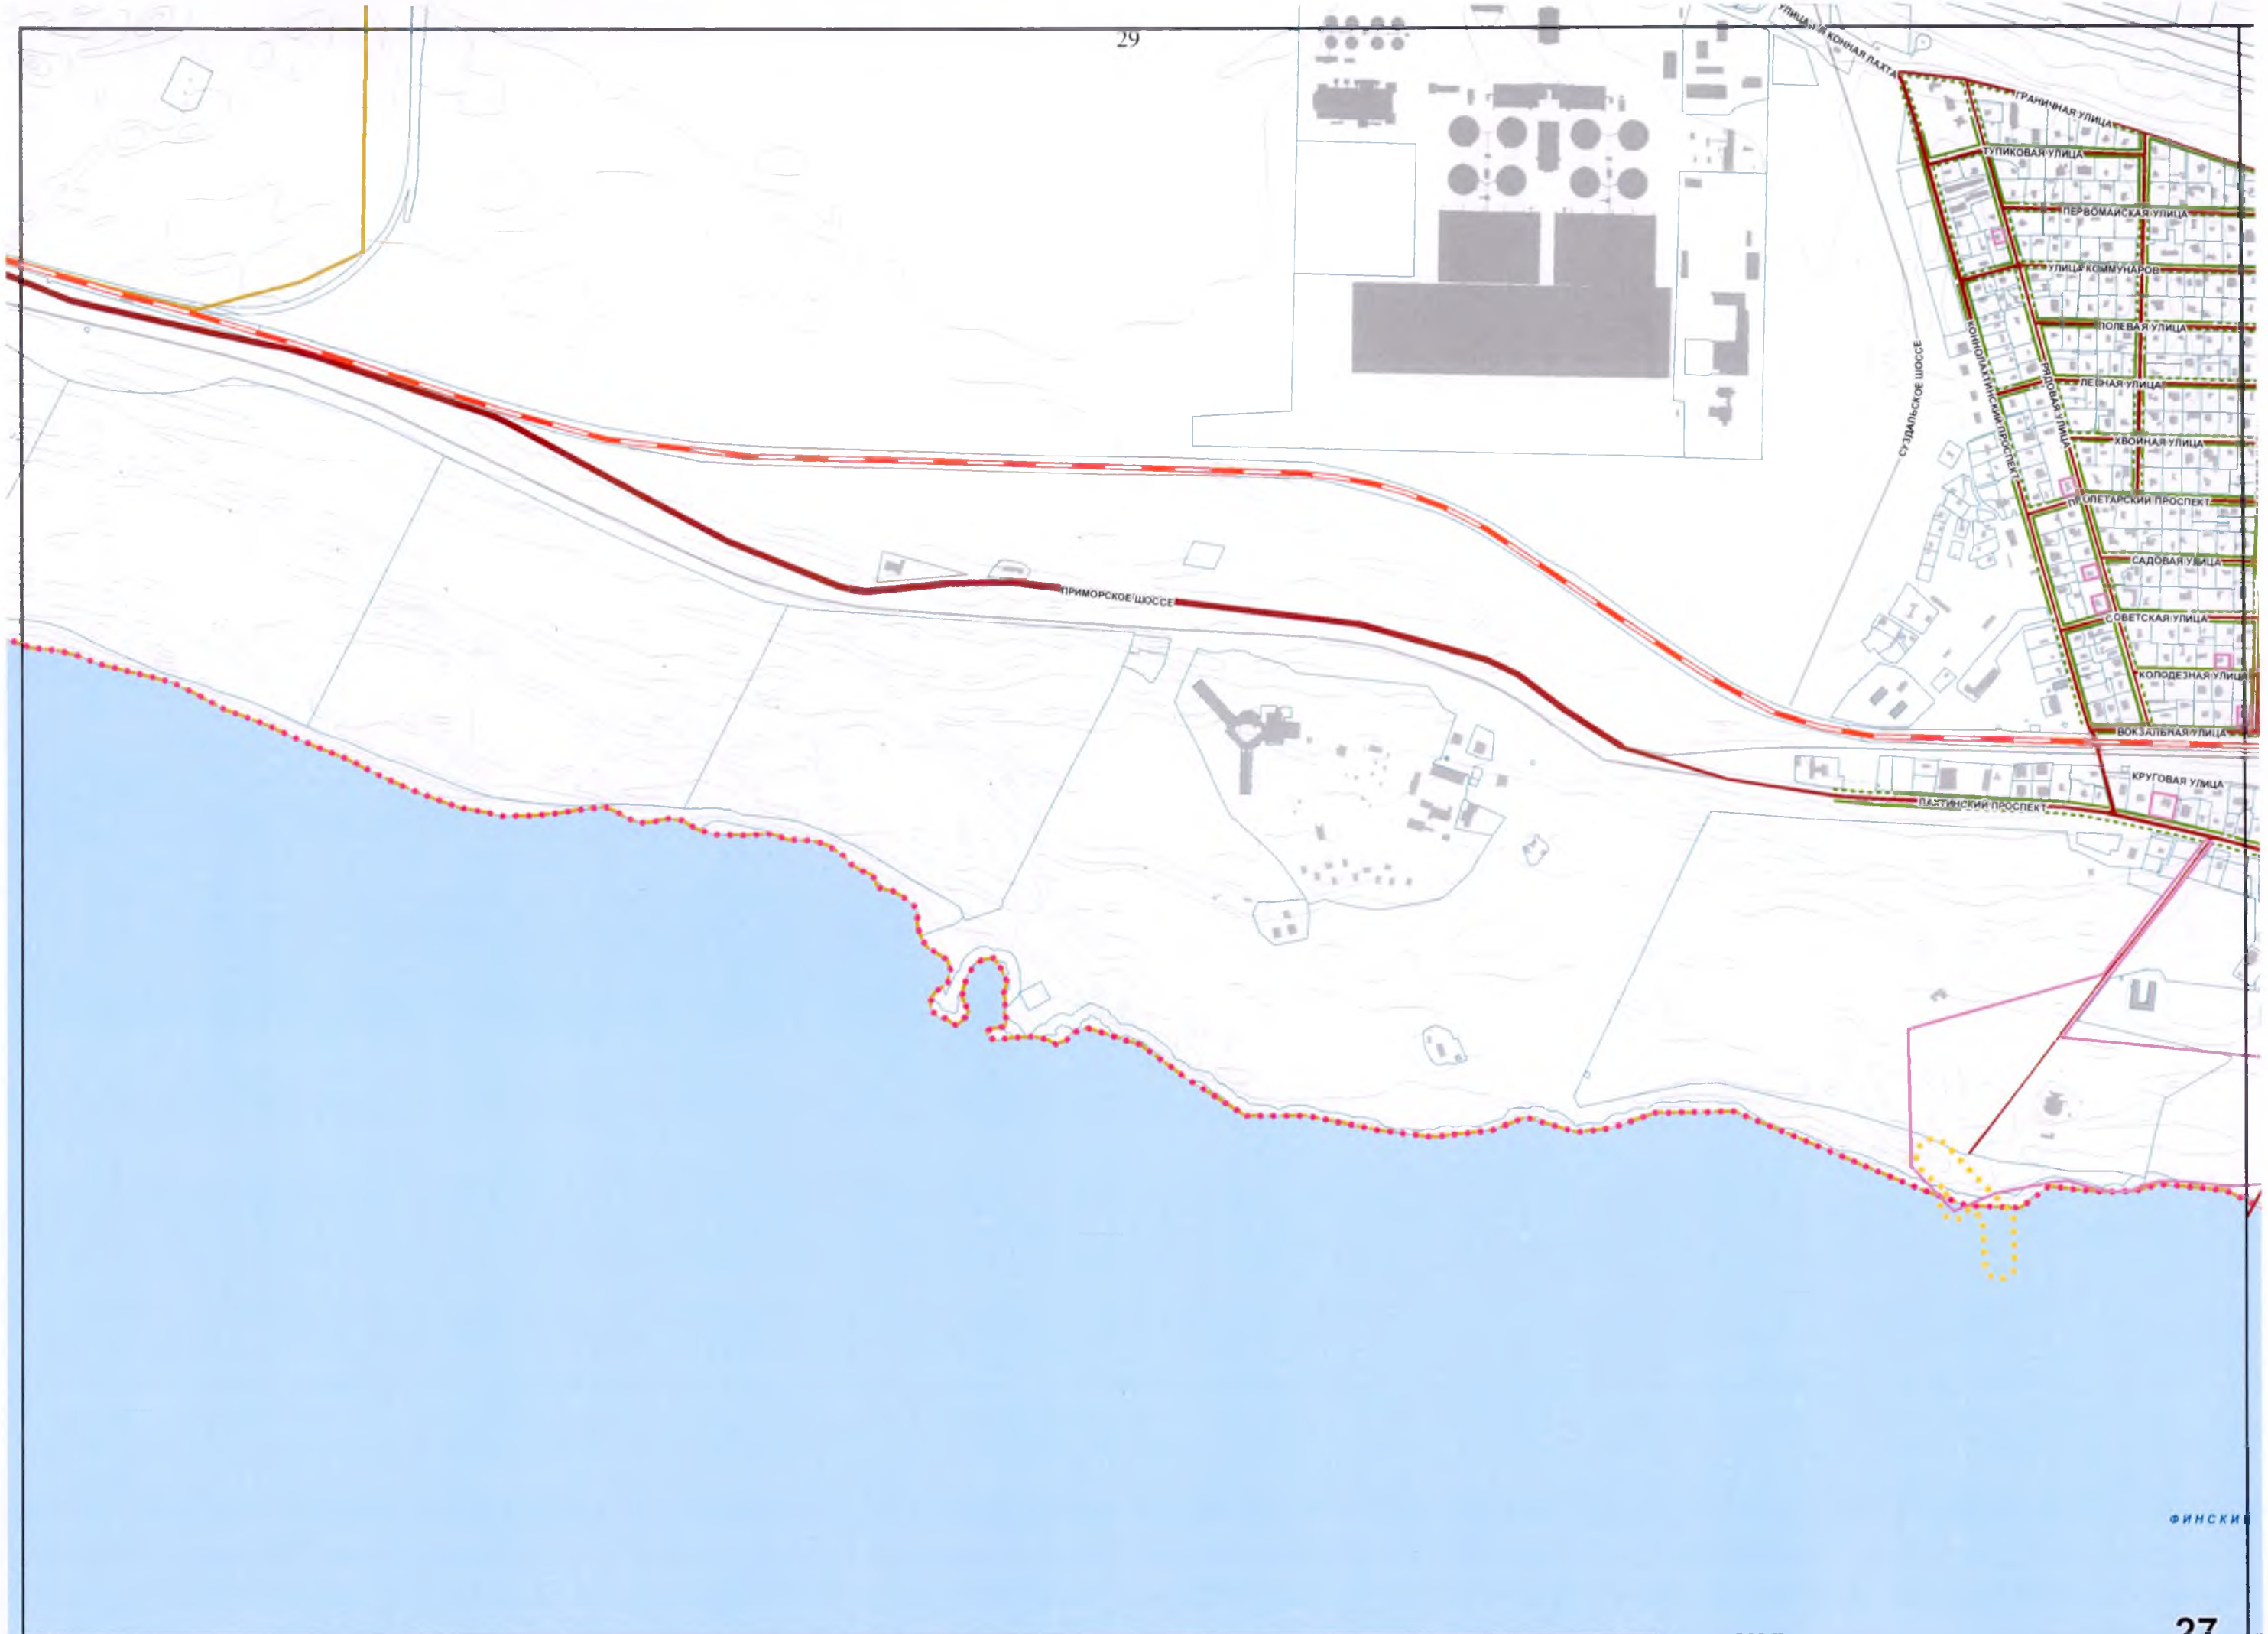 29
УЛИЦА 1-Я КОННАЯ ЛАХТА
ГРАНИЧНАЯ УЛИЦА
ТУПИКОВАЯ УЛИЦА
ПЕРВОМАЙСКАЯ УЛИЦА
УЛИЦА КОММУНАРОВ
ПОЛЕВАЯ УЛИЦА
КОННОЛАХТИНСКИЙ ПРОСПЕКТ
РЯДОВАЯ УЛИЦА
СУЗДАЛЬСКОЕ ШОССЕ
ЛЕСНАЯ УЛИЦА
ХВОЙНАЯ УЛИЦА
ПРОЛЕТАРСКИЙ ПРОСПЕКТ
САДОВАЯ УЛИЦА
ПРИМОРСКОЕ ШОССЕ
СОВЕТСКАЯ УЛИЦА
КОЛОДЕЗНАЯ УЛИЦА
ВОКЗАЛЬНАЯ УЛИЦА
КРУГОВАЯ УЛИЦА
ЛАХТИНСКИЙ ПРОСПЕКТ
ФИНСКИ
27